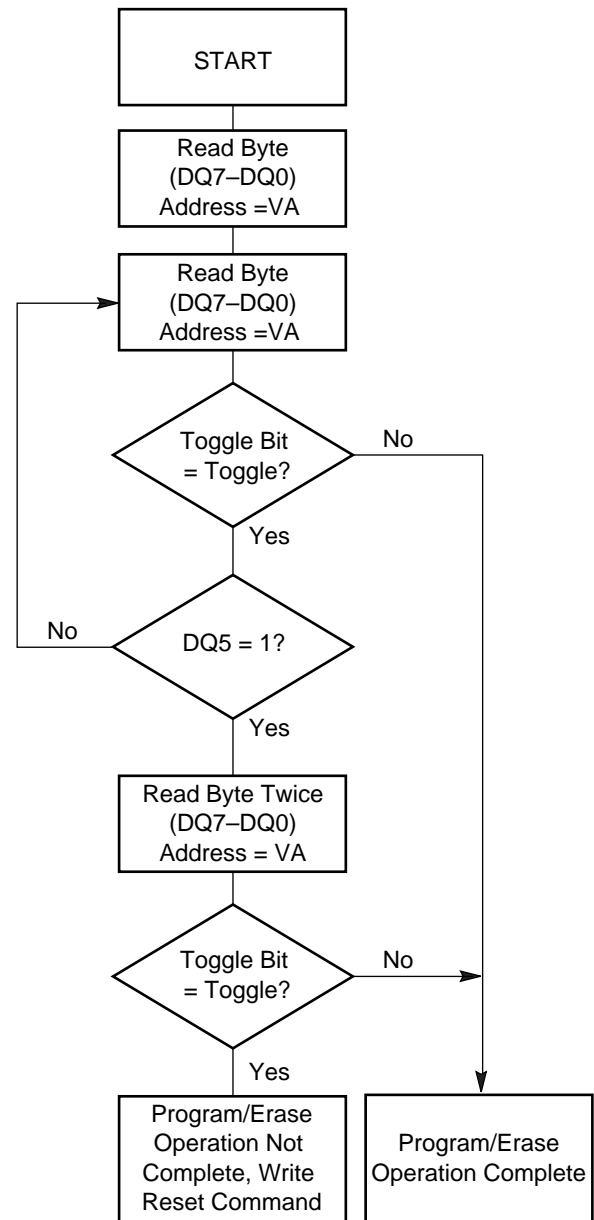 START
Read Byte
(DQ7–DQ0)
Address =VA
Read Byte
(DQ7–DQ0)
Address =VA
Toggle Bit
= Toggle?
No
Yes
No
DQ5 = 1?
Yes
Read Byte Twice
(DQ7–DQ0)
Address = VA
Toggle Bit
= Toggle?
No
Yes
Program/Erase
Operation Not
Complete, Write
Reset Command
Program/Erase
Operation Complete